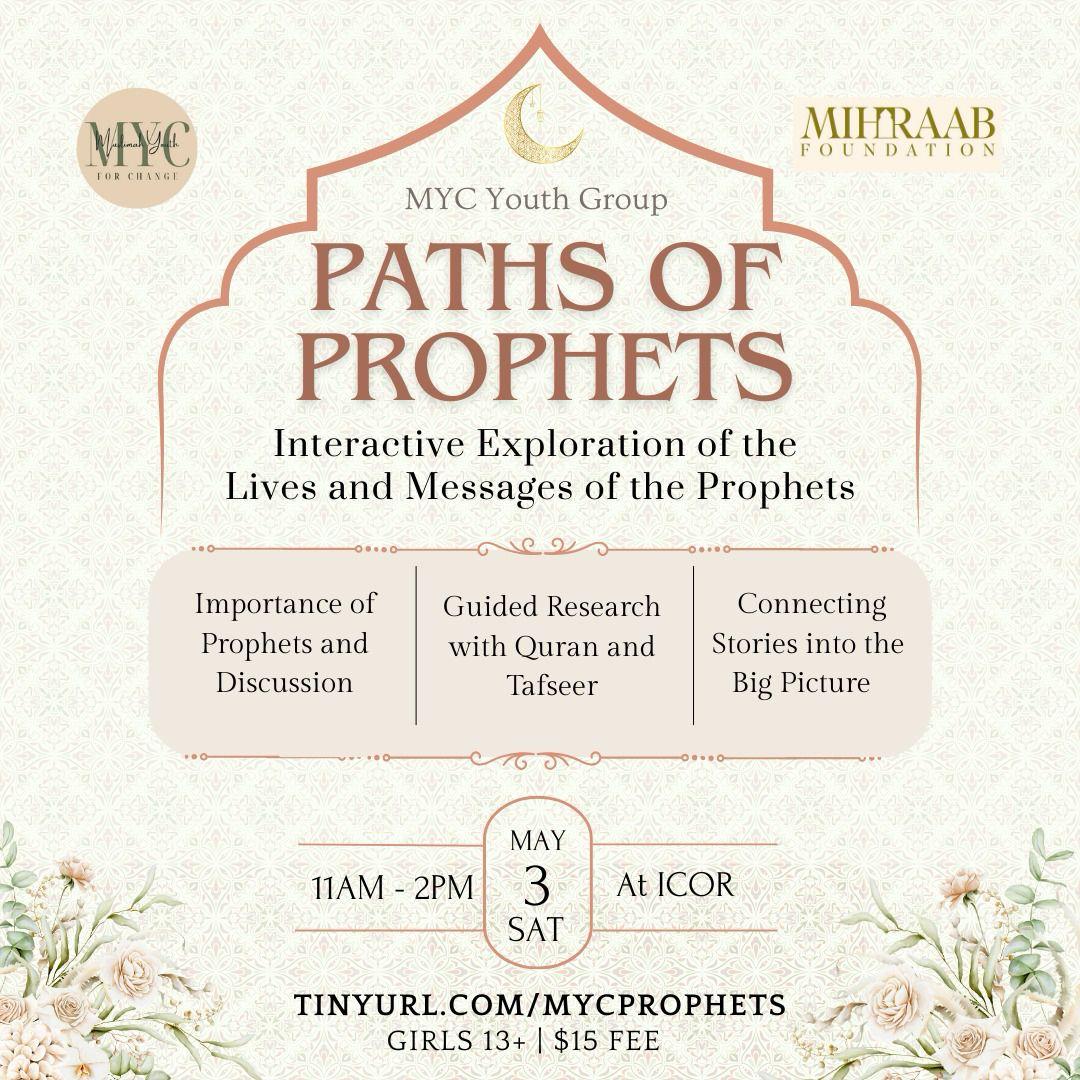 MYC
Muslimah Youth
FOR CHANGE
MIHRAAB
FOUNDATION
MYC Youth Group
PATHS OF
PROPHETS
Interactive Exploration of the
Lives and Messages of the Prophets
Importance of
Prophets and
Discussion
Guided Research
with Quran and
Tafseer
Connecting
Stories into the
Big Picture
11AM - 2PM
MAY
3
SAT
At ICOR
TINYURL.COM/MYCPROPHETS
GIRLS 13+ | $15 FEE